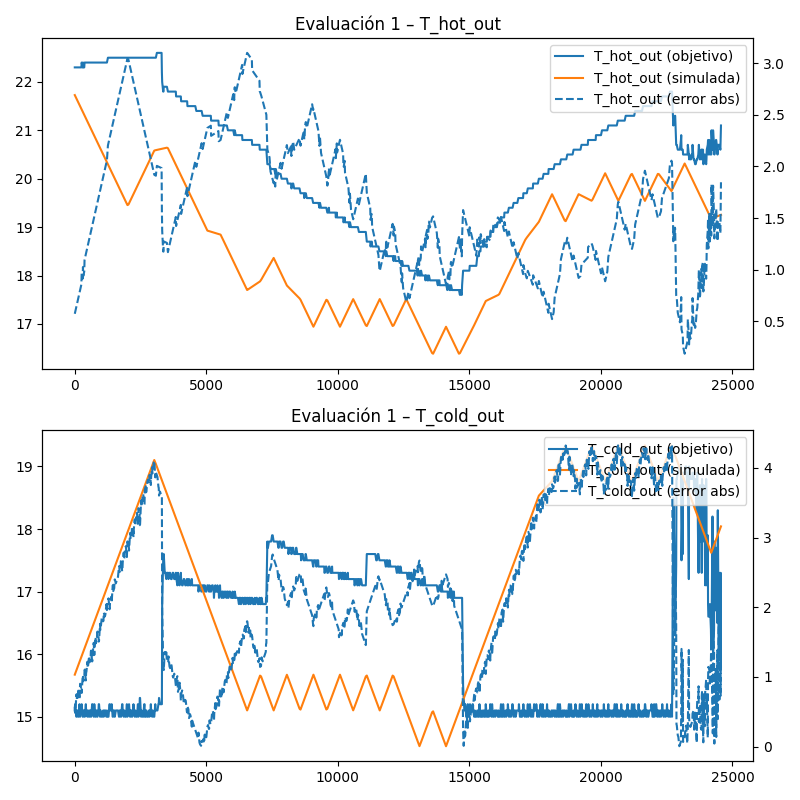 Evaluación 1 – T_hot_out
T_hot_out (objetivo)
T_hot_out (simulada)
T_hot_out (error abs)
22
21
20
19
18
17
3.0
2.5
2.0
1.5
1.0
0.5
0 5000 10000 15000 20000 25000
Evaluación 1 – T_cold_out
T_cold_out (objetivo)
T_cold_out (simulada)
T_cold_out (error abs)
19
18
17
16
15
4
3
2
1
0
0 5000 10000 15000 20000 25000